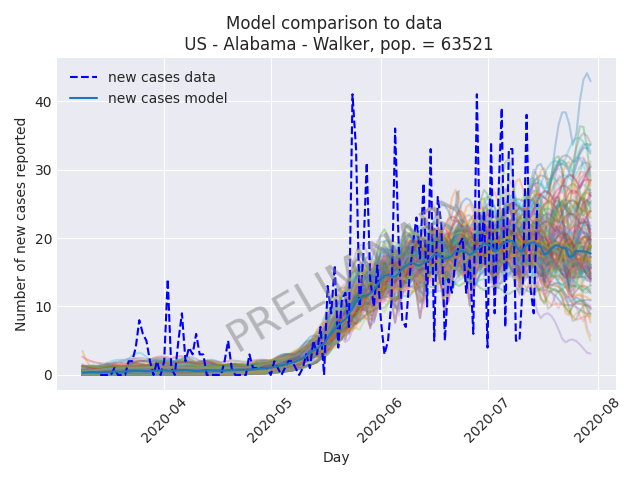 Model comparison to data
US - Alabama - Walker, pop. = 63521
new cases data
new cases model
Number of new cases reported
40
30
20
10
0
PRELIMINARY
2020-04
2020-05
2020-06
2020-07
2020-08
Day